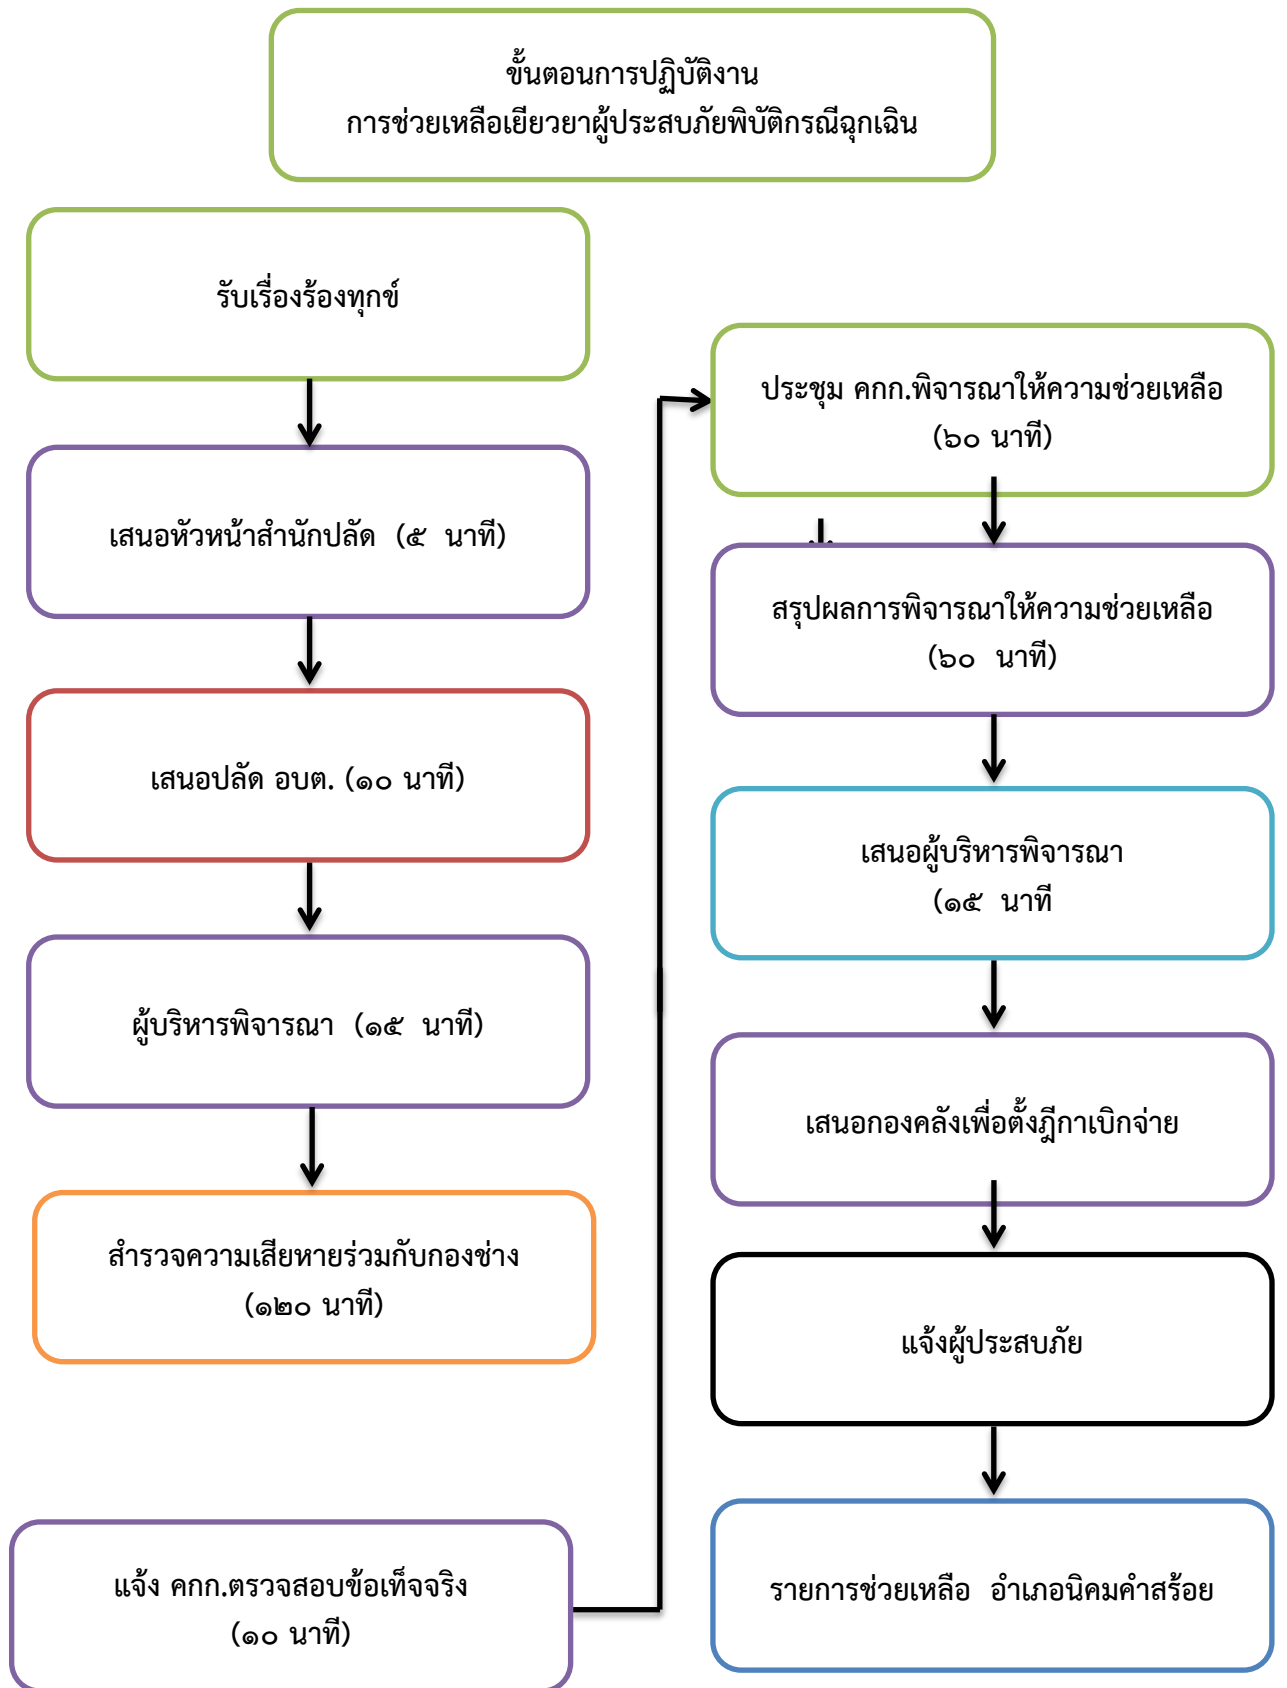 ขั้นตอนการปฏิบัติงาน
การช่วยเหลือเยียวยาผู้ประสบภัยพิบัติกรณีฉุกเฉิน
รับเรื่องร้องทุกข์
เสนอหัวหน้าสำนักปลัด (๕ นาที)
เสนอปลัด อบต. (๑๐ นาที)
ผู้บริหารพิจารณา (๑๕ นาที)
สำรวจความเสียหายร่วมกับกองช่าง
(๑๒๐ นาที)
แจ้ง คกก.ตรวจสอบข้อเท็จจริง
(๑๐ นาที)
ประชุม คกก.พิจารณาให้ความช่วยเหลือ
(๖๐ นาที)
สรุปผลการพิจารณาให้ความช่วยเหลือ
(๖๐ นาที)
เสนอผู้บริหารพิจารณา
(๑๕ นาที
เสนอกองคลังเพื่อตั้งฎีกาเบิกจ่าย
แจ้งผู้ประสบภัย
รายการช่วยเหลือ อำเภอนิคมคำสร้อย